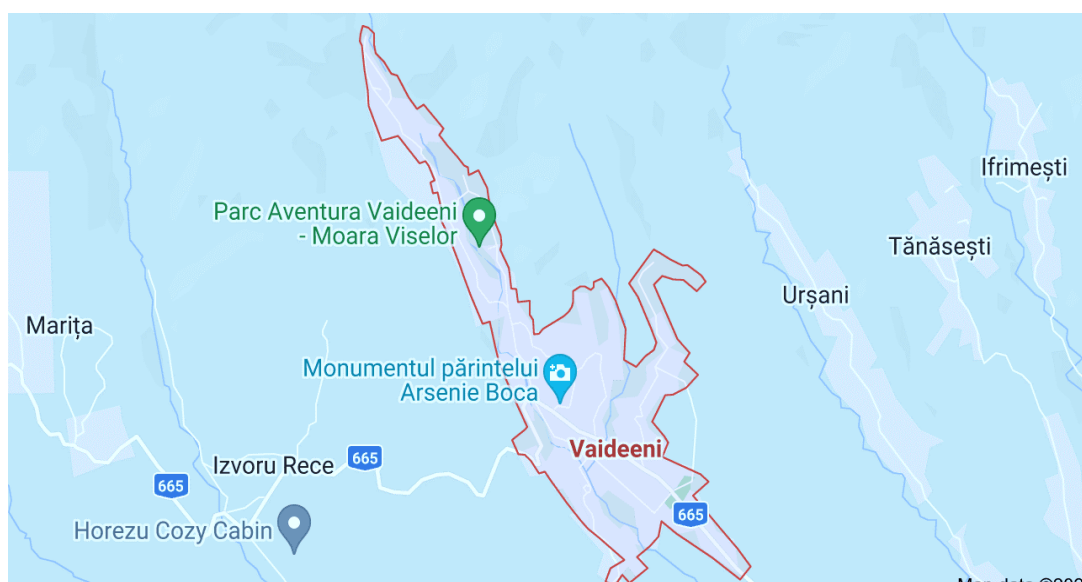 Ifrimești
Parc Aventura Vaideeni
- Moara Viselor
Tănăsești
Urșani
Marița
Monumentul părintelui
Arsenie Boca
Vaideeni
665
Izvoru Rece
665
665
Horezu Cozy Cabin